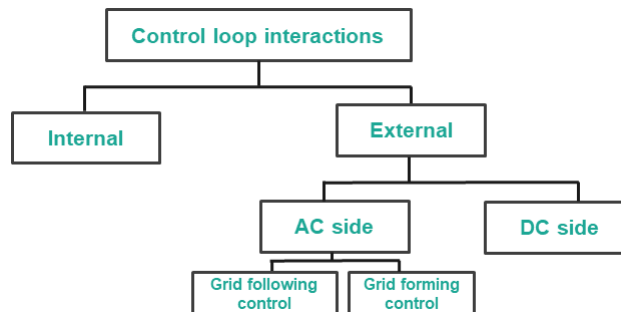 Control loop interactions
Internal
External
AC side
DC side
Grid following
control
Grid forming
control